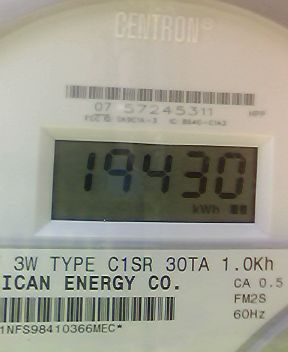 CENTRON®
07 57245311
19430
kWh
3W TYPE C1SR 30TA 1.0Kh
ICAN ENERGY CO.
CA 0.5
FM2S
60Hz
1NFS98410366MEC*